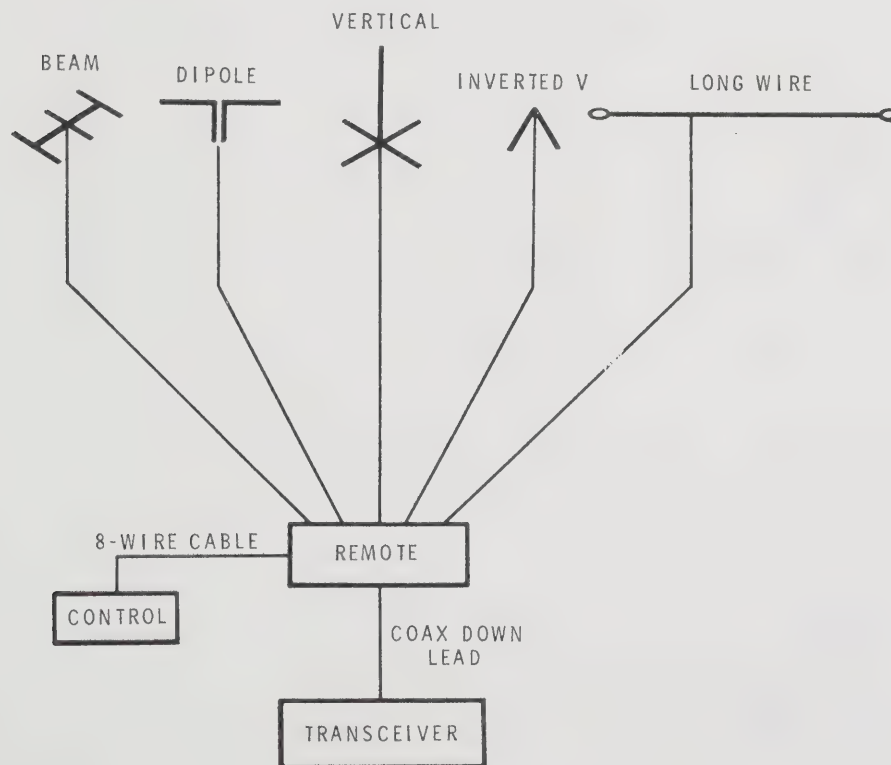 VERTICAL
BEAM
DIPOLE
INVERTED V
LONG WIRE
8-WIRE CABLE
REMOTE
CONTROL
COAX DOWN
LEAD
TRANSCEIVER